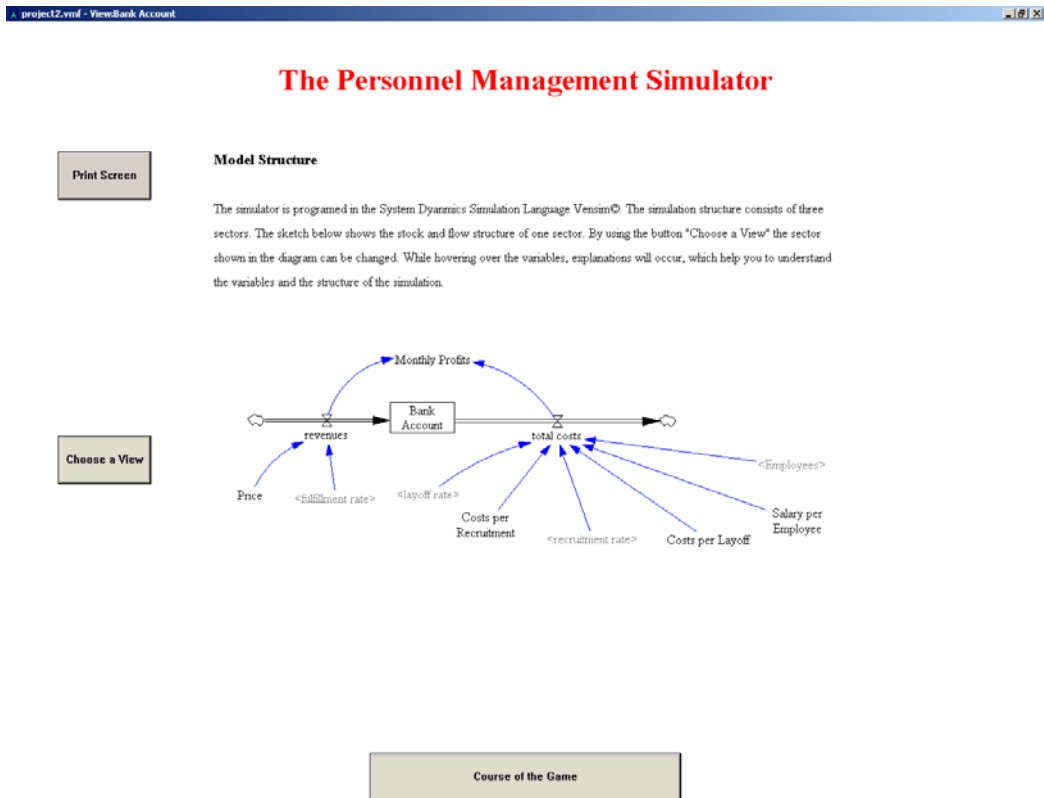 project2.vmf - View:Bank Account
The Personnel Management Simulator
Print Screen
Model Structure
The simulator is programed in the System Dyanmics Simulation Language Vensim©. The simulation structure consists of three
sectors. The sketch below shows the stock and flow structure of one sector. By using the button "Choose a View" the sector
shown in the diagram can be changed. While hovering over the variables, explanations will occur, which help you to understand
the variables and the structure of the simulation.
Monthly Profits
Bank
Account
revenues
total costs
Choose a View
<Employees>
Price
<fulfillment rate>
<layoff rate>
Costs per
Recruitment
<recruitment rate>
Costs per Layoff
Salary per
Employee
Course of the Game